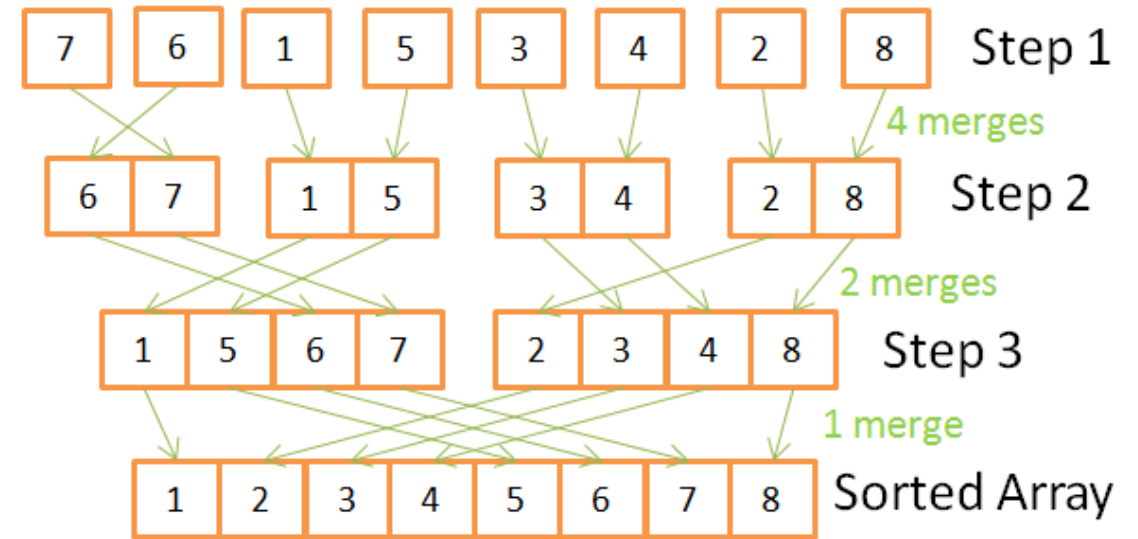 7 6 1 5 3 4 2 8 Step 1
4 merges
6 7 1 5 3 4 2 8 Step 2
2 merges
1 5 6 7 2 3 4 8 Step 3
1 merge
1 2 3 4 5 6 7 8 Sorted Array